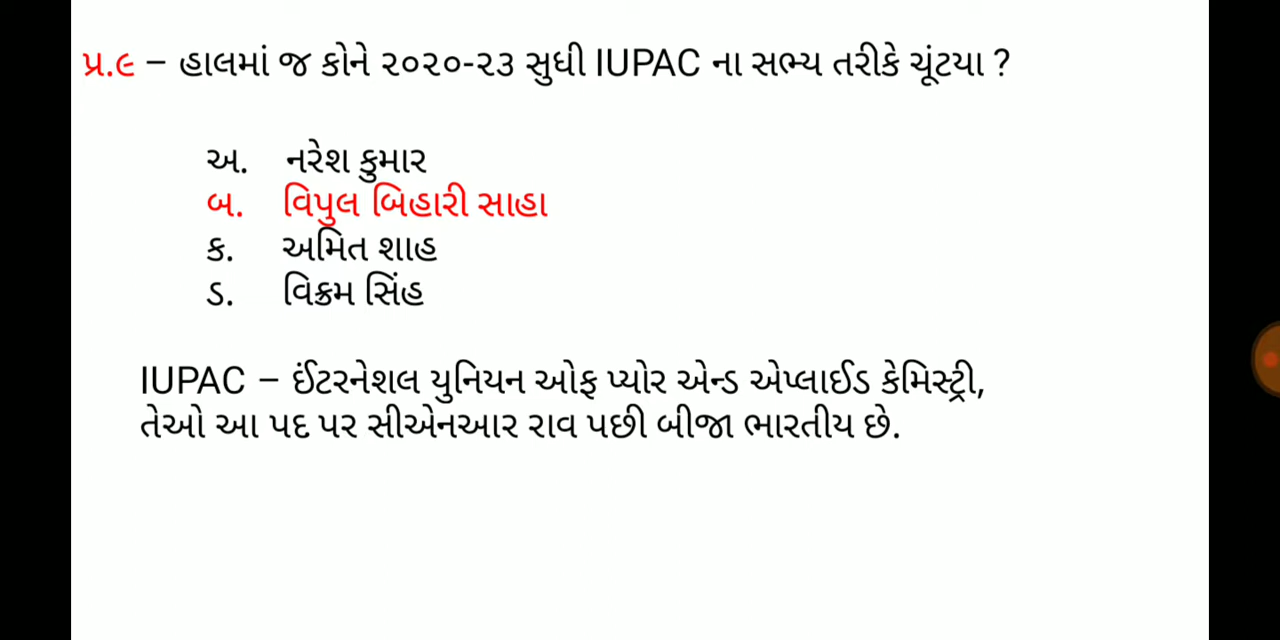 પ્ર.૯ – હાલમાં જ કોને ૨૦૨૦-૨૩ સુધી IUPAC ના સભ્ય તરીકે ચૂંટયા ?
અ. નરેશ કુમાર
બ. વિપુલ બિહારી સાહા
ક. અમિત શાહ
ડ. વિક્રમ સિંહ
IUPAC – ઈંટરનેશલ યુનિયન ઓફ પ્યોર એન્ડ એપ્લાઈડ કેમિસ્ટ્રી,
તેઓ આ પદ પર સીએનઆર રાવ પછી બીજા ભારતીય છે.